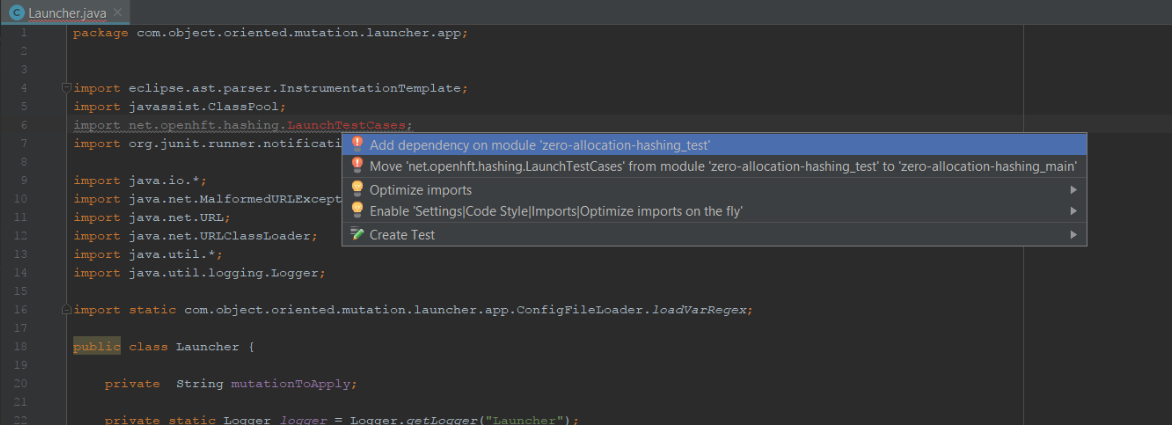 Launcher.java
1 package com.object.oriented.mutation.launcher.app;
2
3
4 import eclipse.ast.parser.InstrumentationTemplate;
5 import javassist.ClassPool;
6 import net.openhft.hashing.LaunchTestCases;
7 import org.junit.runner.notificati
Add dependency on module 'zero-allocation-hashing_test'
Move 'net.openhft.hashing.LaunchTestCases' from module 'zero-allocation-hashing_test' to 'zero-allocation-hashing_main'
Optimize imports
Enable 'Settings|Code Style|Imports|Optimize imports on the fly'
Create Test
9 import java.io.*;
10 import java.net.MalformedURLExcept
11 import java.net.URL;
12 import java.net.URLClassLoader;
13 import java.util.*;
14 import java.util.logging.Logger;
15
16 import static com.object.oriented.mutation.launcher.app.ConfigFileLoader.loadVarRegex;
17
18 public class Launcher {
19
20 private String mutationToApply;
21
22 private static Logger logger = Logger.getLogger("Launcher");